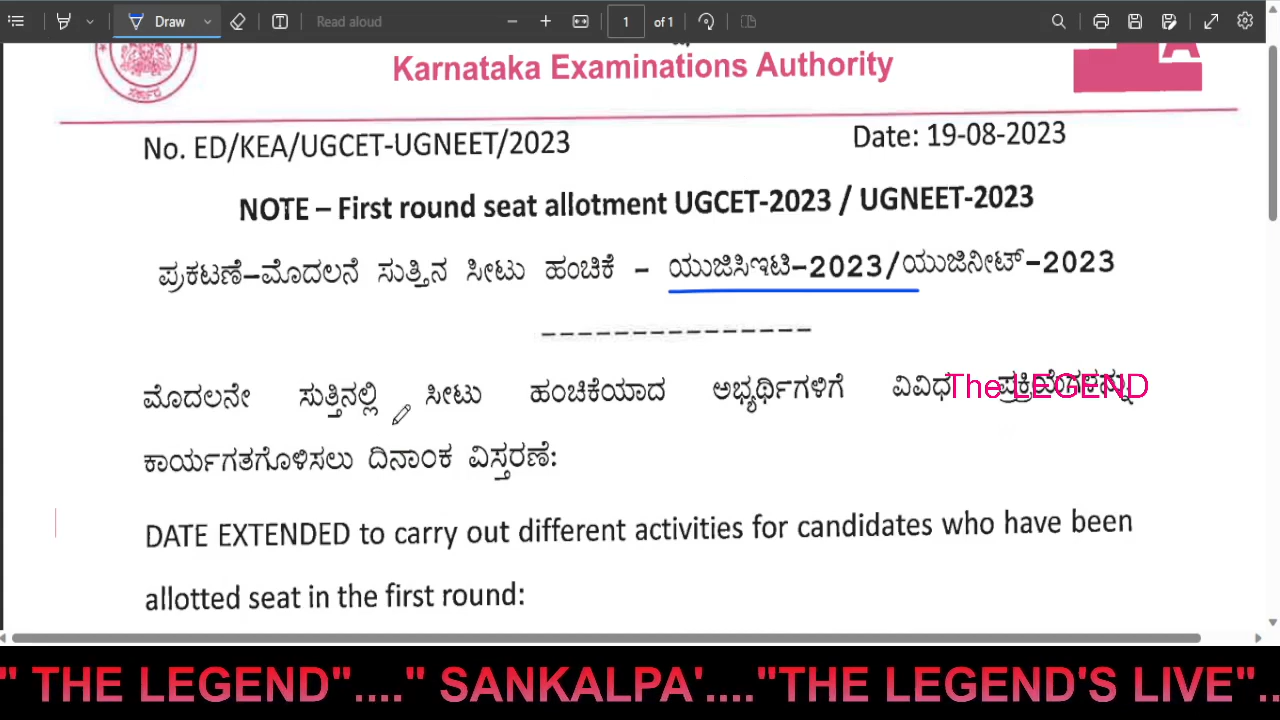 Draw
Read aloud
1 of 1
ಸರ್ಕಾರ
A
Karnataka Examinations Authority
No. ED/KEA/UGCET-UGNEET/2023 Date: 19-08-2023
NOTE – First round seat allotment UGCET-2023 / UGNEET-2023
ಪ್ರಕಟಣೆ-ಮೊದಲನೆ ಸುತ್ತಿನ ಸೀಟು ಹಂಚಿಕೆ - ಯುಜಿಸಿಇಟಿ-2023/ಯುಜಿನೀಟ್-2023
---------------
ಮೊದಲನೇ ಸುತ್ತಿನಲ್ಲಿ ಸೀಟು ಹಂಚಿಕೆಯಾದ ಅಭ್ಯರ್ಥಿಗಳಿಗೆ ವಿವಿಧ
The LEGEND
ಕಾರ್ಯಗತಗೊಳಿಸಲು ದಿನಾಂಕ ವಿಸ್ತರಣೆ:
DATE EXTENDED to carry out different activities for candidates who have been
allotted seat in the first round:
" THE LEGEND"...." SANKALPA'...."THE LEGEND'S LIVE"..